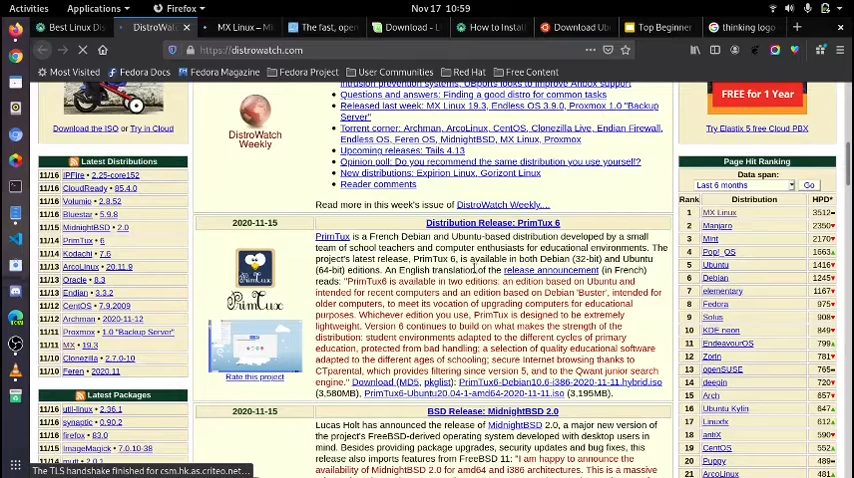 Activities
Applications
Firefox
Nov 17 10:59
Best Linux Dis
DistroWatc
MX Linux –
The fast, open
Download - L
How to Install
Download Ubu
Top Beginner
thinking logo
https://distrowatch.com
Most Visited
Fedora Docs
Fedora Magazine
Fedora Project
User Communities
Red Hat
Free Content
Download the ISO or Try in Cloud
Latest Distributions
11/16 IPFire • 2.25-core152
11/16 CloudReady • 85.4.0
11/16 Volumio • 2.8.52
11/16 Bluestar • 5.9.8
11/15 MidnightBSD • 2.0
11/14 PrimTux • 6
11/14 Kodachi • 7.6
11/13 ArcoLinux • 20.11.9
11/13 Oracle • 8.3
11/13 Endian • 3.3.2
11/12 CentOS • 7.9.2009
11/12 Archman • 2020-11-12
11/11 Proxmox • 1.0 "Backup Server"
11/11 MX • 19.3
11/10 Clonezilla • 2.7.0-10
11/10 Feren • 2020.11
Latest Packages
11/16 util-linux • 2.36.1
11/16 synaptic • 0.90.2
11/16 firefox • 83.0
11/15 ImageMagick • 7.0.10-38
The TLS handshake finished for csm.hk.as.criteo.net...
DistroWatch
Weekly
Questions and answers: Finding a good distro for common tasks
Released last week: MX Linux 19.3, Endless OS 3.9.0, Proxmox 1.0 "Backup
Server"
Torrent corner: Archman, ArcoLinux, CentOS, Clonezilla Live, Endian Firewall,
Endless OS, Feren OS, MidnightBSD, MX Linux, Proxmox
Upcoming releases: Tails 4.13
Opinion poll: Do you recommend the same distribution you use yourself?
New distributions: Expirion Linux, Gorizont Linux
Reader comments
Read more in this week's issue of DistroWatch Weekly....
2020-11-15
Distribution Release: PrimTux 6
PrimTux
Rate this project
PrimTux is a French Debian and Ubuntu-based distribution developed by a small
team of school teachers and computer enthusiasts for educational environments. The
project's latest release, PrimTux 6, is available in both Debian (32-bit) and Ubuntu
(64-bit) editions. An English translation of the release announcement (in French)
reads: "PrimTux6 is available in two editions: an edition based on Ubuntu and
intended for recent computers and an edition based on Debian 'Buster', intended for
older computers, to meet its vocation of upgrading computers for educational
purposes. Whichever edition you use, PrimTux is designed to be extremely
lightweight. Version 6 continues to build on what makes the strength of the
distribution: student environments adapted to the different cycles of primary
education, protected from bad handling; a selection of quality educational software
adapted to the different ages of schooling; secure Internet browsing thanks to
CTparental, which provides filtering since version 5, and to the Qwant junior search
engine." Download (MD5, pkglist): PrimTux6-Debian10.6-i386-2020-11-11.hybrid.iso
(3,580MB), PrimTux6-Ubuntu20.04-1-amd64-2020-11-11.iso (3,195MB).
2020-11-15
BSD Release: MidnightBSD 2.0
Lucas Holt has announced the release of MidnightBSD 2.0, a major new version of
the project's FreeBSD-derived operating system developed with desktop users in
mind. Besides providing package upgrades, security updates and bug fixes, this
release also imports features from FreeBSD 11: "I am happy to announce the
availability of MidnightBSD 2.0 for amd64 and i386 architectures. This is a massive
FREE for 1 Year
Try Elastix 5 free Cloud PBX
Page Hit Ranking
Data span:
Last 6 months
Go
Rank Distribution HPD*
1 MX Linux 3512
2 Manjaro 2350
3 Mint 2170
4 Pop!_OS 1663
5 Ubuntu 1416
6 Debian 1245
7 elementary 1167
8 Fedora 975
9 Solus 908
10 KDE neon 849
11 EndeavourOS 799
12 Zorin 781
13 openSUSE 765
14 deepin 720
15 Arch 657
16 Ubuntu Kylin 647
17 Linuxfx 612
18 antiX 590
19 CentOS 562
20 Puppy 489
21 ArcoLinux 481